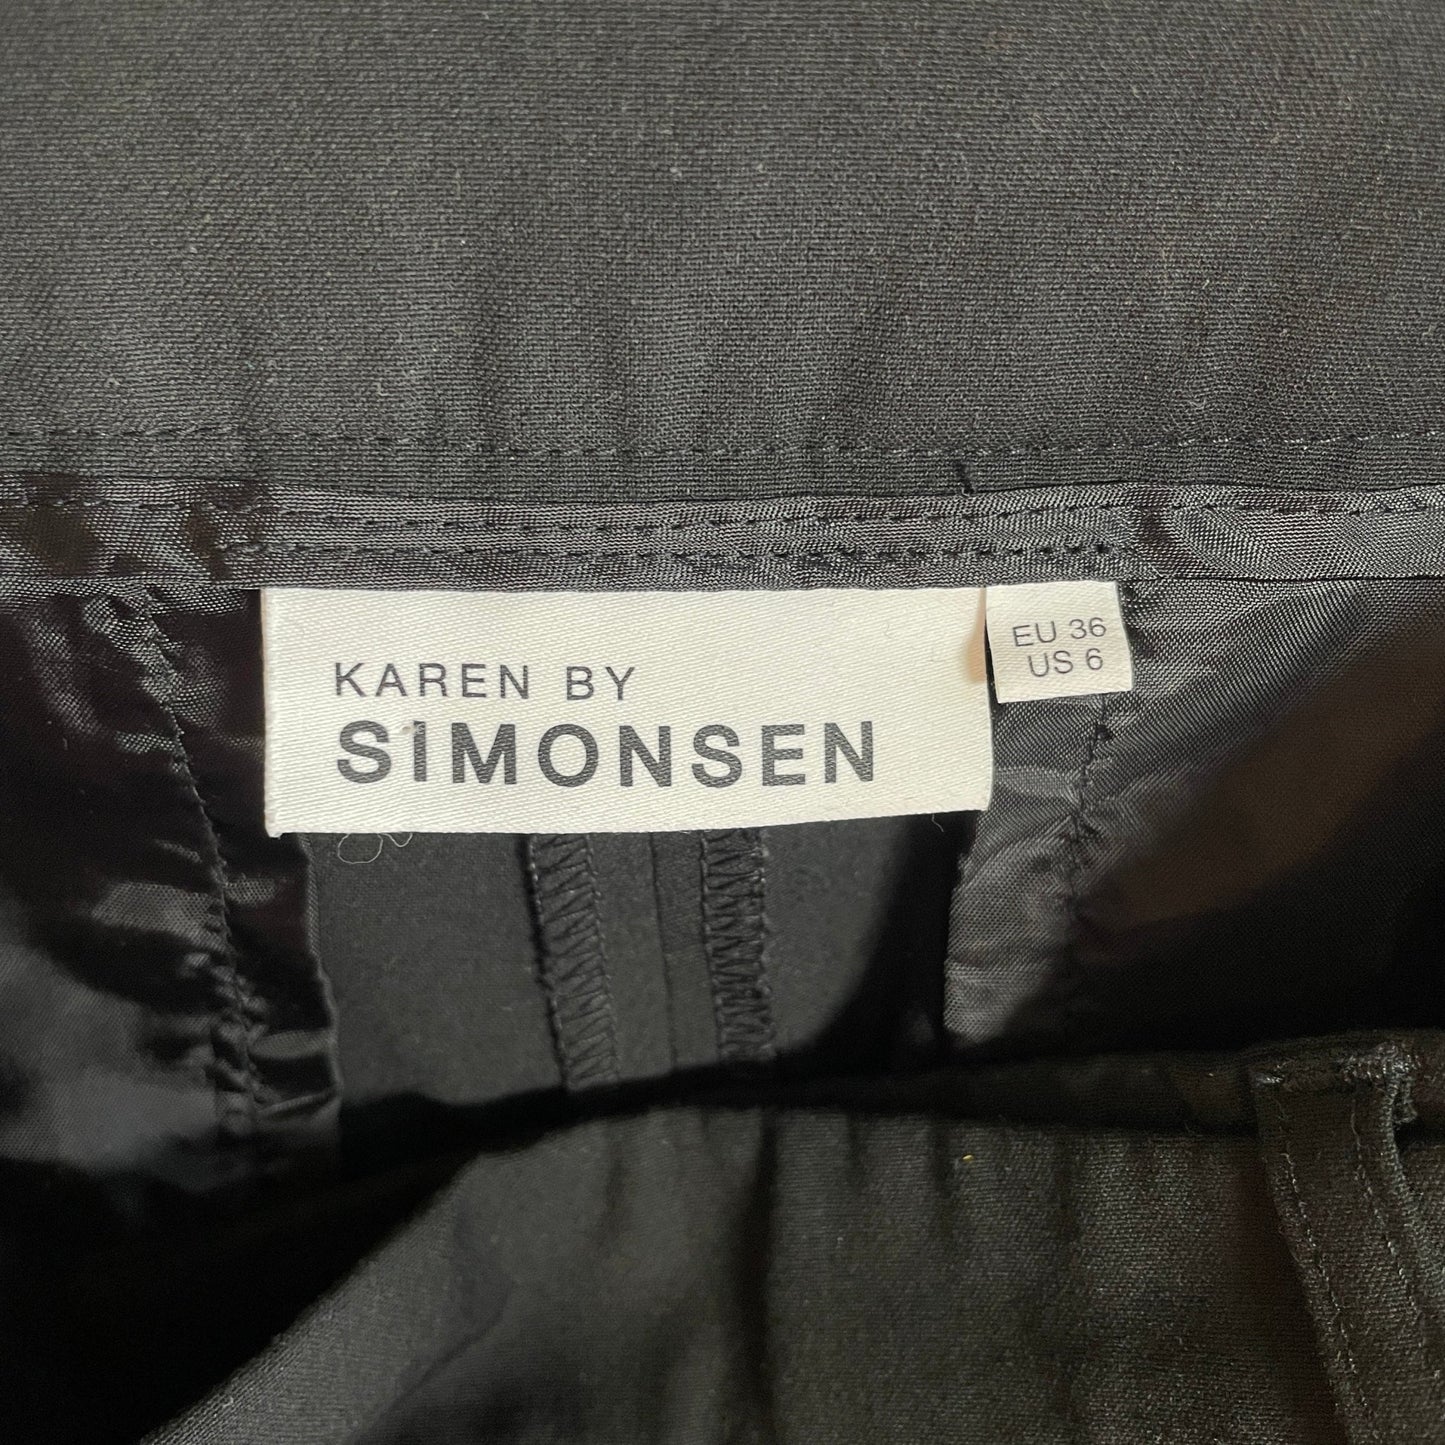 KAREN BY
SIMONSEN
EU 36
US 6